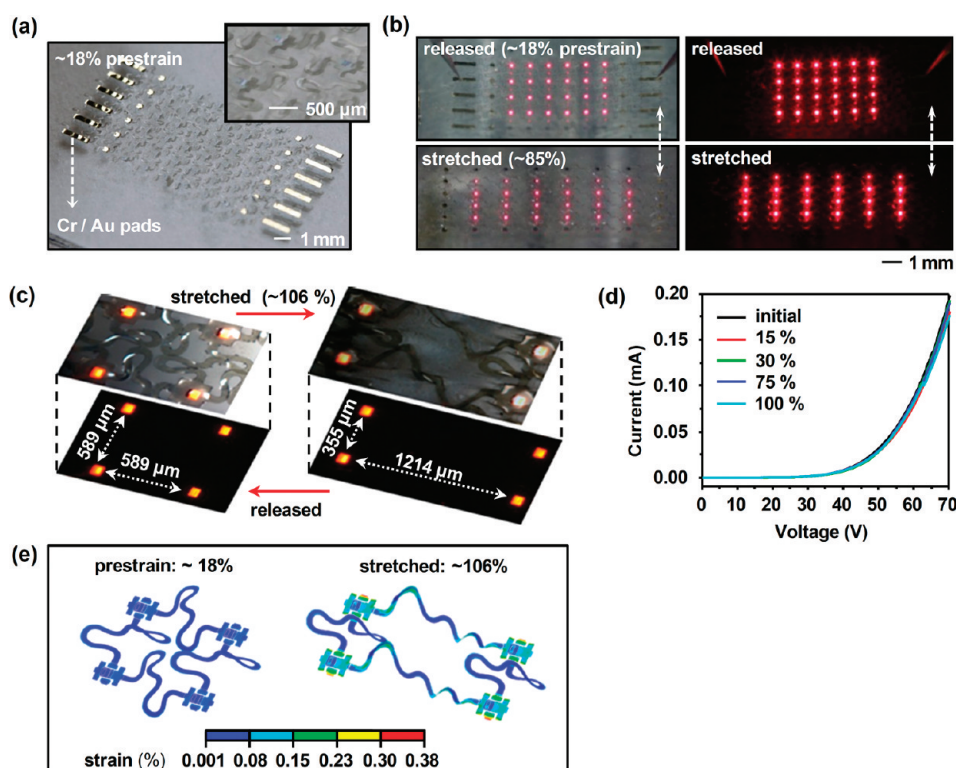 (a)
~18% prestrain
500 µm
Cr / Au pads
1 mm
(b)
released (~18% prestrain)
released
stretched (~85%)
stretched
1 mm
(c)
stretched (~106 %)
589 µm
589 µm
355 µm
1214 µm
released
(d)
0.20
0.15
0.10
0.05
0.00
Current (mA)
initial
15 %
30 %
75 %
100 %
0 10 20 30 40 50 60 70
Voltage (V)
(e)
prestrain: ~ 18%
stretched: ~106%
0.001 0.08 0.15 0.23 0.30 0.38
strain (%)